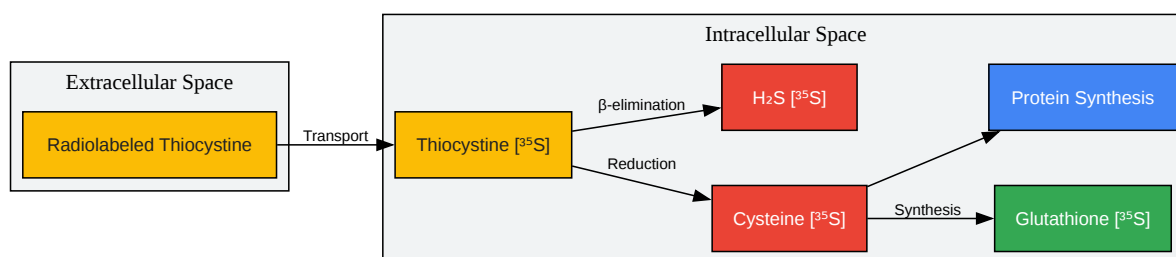 Extracellular Space
Radiolabeled Thiocystine
Transport
Intracellular Space
Thiocystine [³⁵S]
β-elimination
H₂S [³⁵S]
Reduction
Cysteine [³⁵S]
Protein Synthesis
Synthesis
Glutathione [³⁵S]